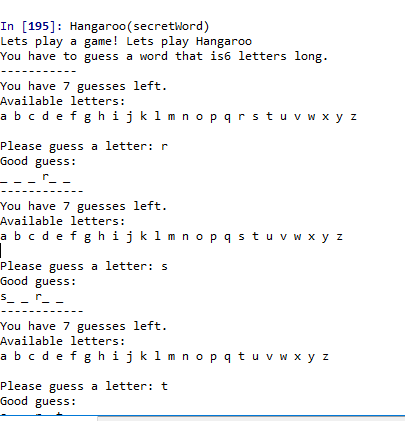 In [195]: Hangaroo(secretWord)
Lets play a game! Lets play Hangaroo
You have to guess a word that is6 letters long.
-----------
You have 7 guesses left.
Available letters:
a b c d e f g h i j k l m n o p q r s t u v w x y z
Please guess a letter: r
Good guess:
_ _ _ r_ _
------------
You have 7 guesses left.
Available letters:
a b c d e f g h i j k l m n o p q s t u v w x y z
Please guess a letter: s
Good guess:
s_ _ r_ _
------------
You have 7 guesses left.
Available letters:
a b c d e f g h i j k l m n o p q t u v w x y z
Please guess a letter: t
Good guess: